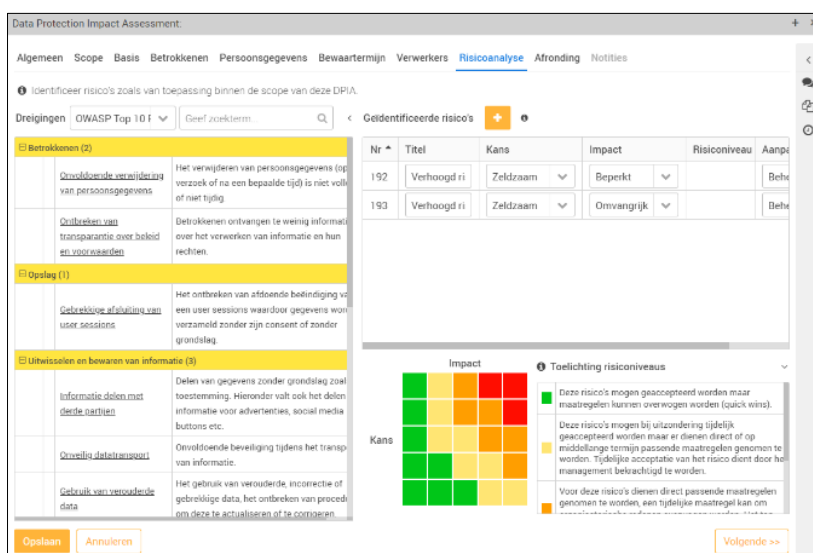 Data Protection Impact Assessment:
Algemeen Scope Basis Betrokkenen Persoonsgegevens Bewaartermijn Verwerkers Risicoanalyse Afronding Notities
Identificeer risico's zoals van toepassing binnen de scope van deze DPIA.
Dreigingen OWASP Top 10 F Geef zoekterm... Geïdentificeerde risico's
Betrokkenen (2)
Onvoldoende verwijdering
van persoonsgegevens
Het verwijderen van persoonsgegevens (op
verzoek of na een bepaalde tijd) is niet volle
of niet tijdig.
Ontbreken van
transparantie over beleid
en voorwaarden
Betrokkenen ontvangen te weinig informati
over het verwerken van informatie en hun
rechten.
Opslag (1)
Gebrekkige afsluiting van
user sessions
Het ontbreken van afdoende beëindiging va
een user sessions waardoor gegevens wor
verzameld zonder zijn consent of zonder
grondslag.
Uitwisselen en bewaren van informatie (3)
Informatie delen met
derde partijen
Delen van gegevens zonder grondslag zoal
toestemming. Hieronder valt ook het delen
informatie voor advertenties, social media
buttons etc.
Onveilig datatransport
Onvoldoende beveiliging tijdens het transp
van informatie.
Gebruik van verouderde
data
Het gebruik van verouderde, incorrecte of
gebrekkige data, het ontbreken van procedu
om deze te actualiseren of te corrigeren.
Nr Titel Kans Impact Risiconiveau Aanpa
192 Verhoogd ri Zeldzaam Beperkt Behe
193 Verhoogd ri Zeldzaam Omvangrijk Behe
Impact
Kans
Toelichting risiconiveaus
Deze risico's mogen geaccepteerd worden maar
maatregelen kunnen overwogen worden (quick wins).
Deze risico's mogen bij uitzondering tijdelijk
geaccepteerd worden maar er dienen direct of op
middellange termijn passende maatregelen genomen te
worden. Tijdelijke acceptatie van het risico dient door he
management bekrachtigd te worden.
Voor deze risico's dienen direct passende maatregelen
genomen te worden, een tijdelijke maatregel kan om
Opslaan Annuleren Volgende >>